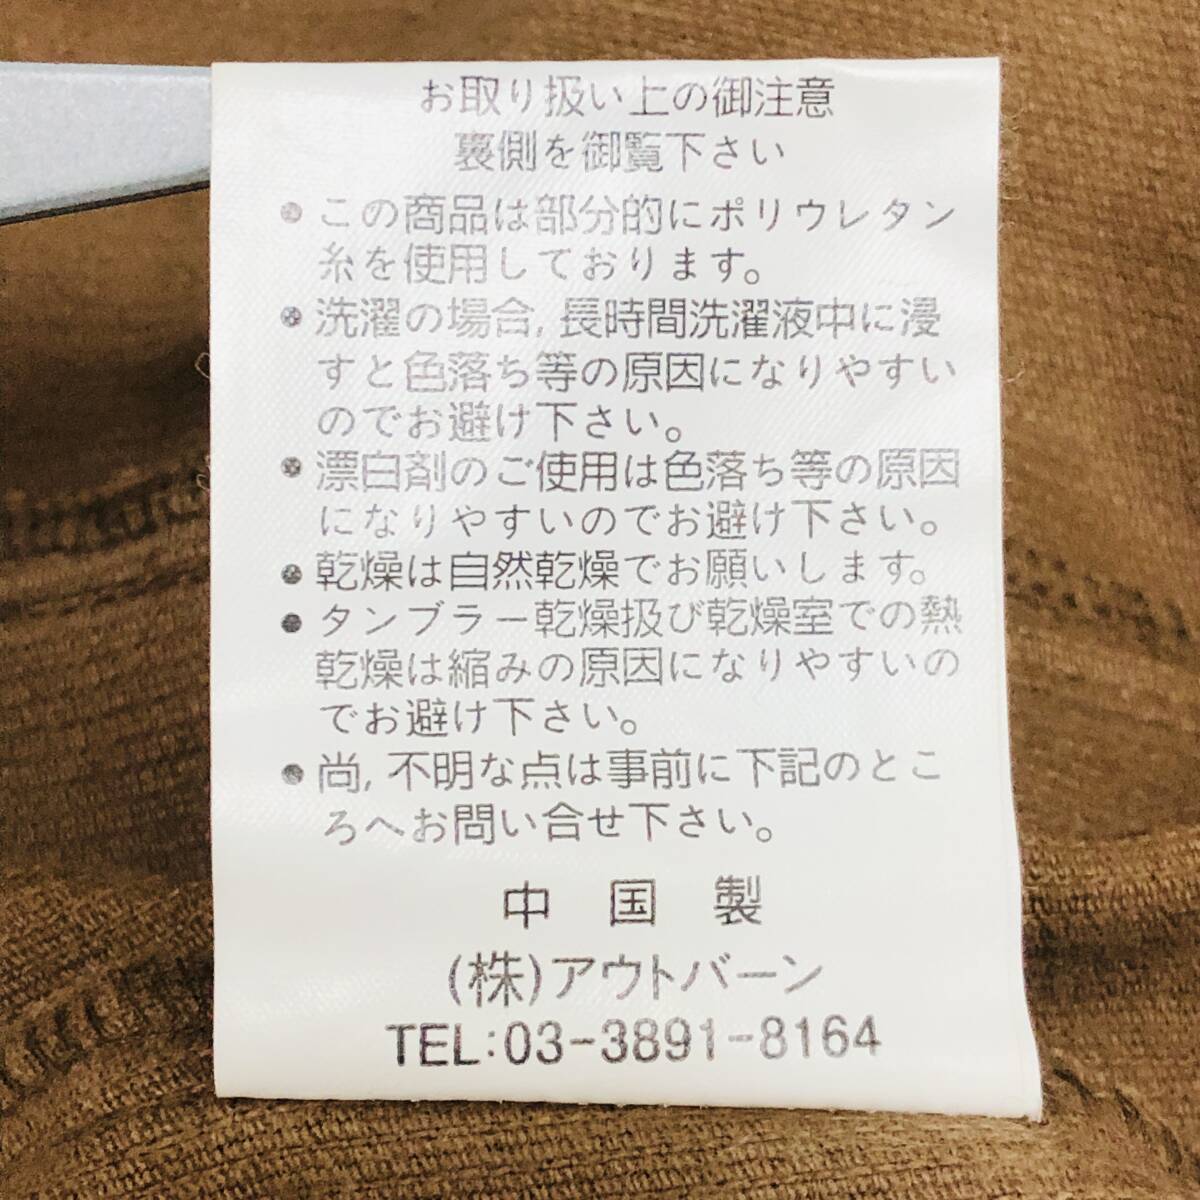 お取り扱い上の御注意
裏側を御覧下さい
●この商品は部分的にポリウレタン
糸を使用しております。
●洗濯の場合,長時間洗濯液中に浸
すと色落ち等の原因になりやすい
のでお避け下さい。
●漂白剤のご使用は色落ち等の原因
になりやすいのでお避け下さい。
●乾燥は自然乾燥でお願いします。
●タンブラー乾燥扱び乾燥室での熱
乾燥は縮みの原因になりやすいの
でお避け下さい。
●尚,不明な点は事前に下記のとこ
ろへお問い合せ下さい。
中国製
(株)アウトバーン
TEL:03-3891-8164